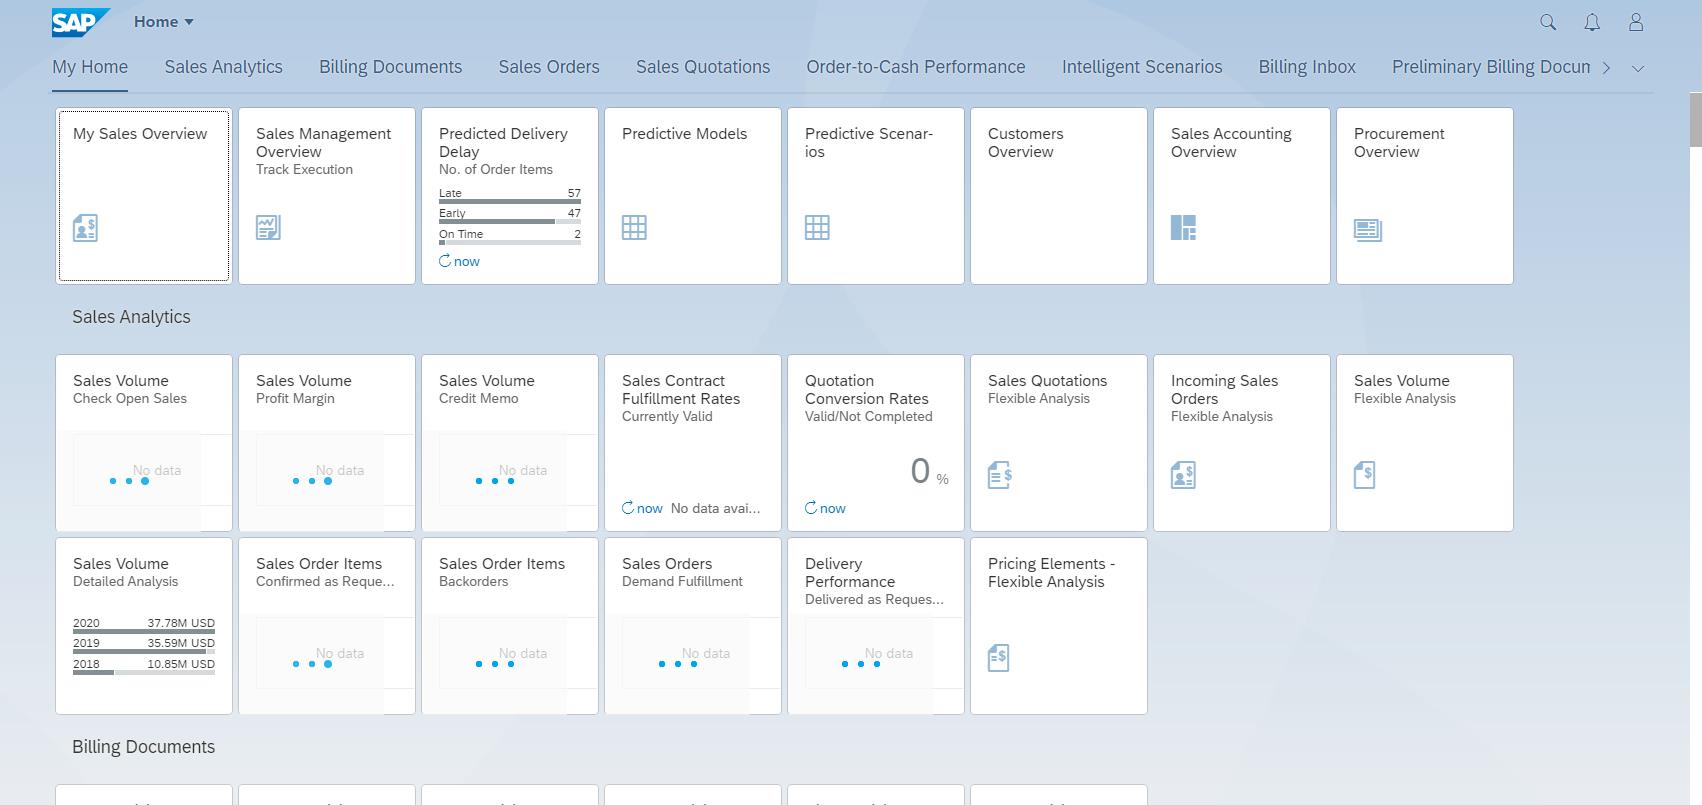 SAP
Home
My Home
Sales Analytics
Billing Documents
Sales Orders
Sales Quotations
Order-to-Cash Performance
Intelligent Scenarios
Billing Inbox
Preliminary Billing Docun
My Sales Overview
Sales Management
Overview
Track Execution
Predicted Delivery
Delay
No. of Order Items
Late 57
Early 47
On Time 2
now
Predictive Models
Predictive Scenar-
ios
Customers
Overview
Sales Accounting
Overview
Procurement
Overview
Sales Analytics
Sales Volume
Check Open Sales
No data
Sales Volume
Profit Margin
No data
Sales Volume
Credit Memo
No data
Sales Contract
Fulfillment Rates
Currently Valid
now No data avai...
Quotation
Conversion Rates
Valid/Not Completed
0 %
now
Sales Quotations
Flexible Analysis
Incoming Sales
Orders
Flexible Analysis
Sales Volume
Flexible Analysis
Sales Volume
Detailed Analysis
2020 37.78M USD
2019 35.59M USD
2018 10.85M USD
Sales Order Items
Confirmed as Reque...
No data
Sales Order Items
Backorders
No data
Sales Orders
Demand Fulfillment
No data
Delivery
Performance
Delivered as Reques...
No data
Pricing Elements -
Flexible Analysis
Billing Documents